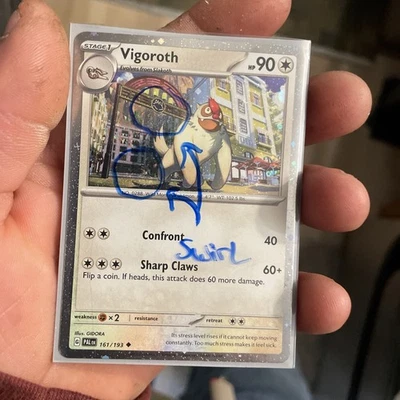 STAGE 1
Vigoroth
HP 90
Evolves from Slakoth
Confront 40
Swirl
Sharp Claws 60+
Flip a coin. If heads, this attack does 60 more damage.
weakness ×2 resistance retreat
Illus. GIDORA
G PAL EN 161/193
Its stress level rises if it cannot keep moving
constantly. Too much stress makes it feel sick.